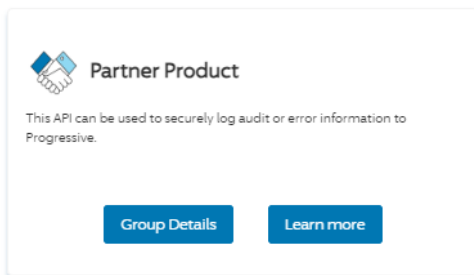 Partner Product
This API can be used to securely log audit or error information to
Progressive.
Group Details
Learn more